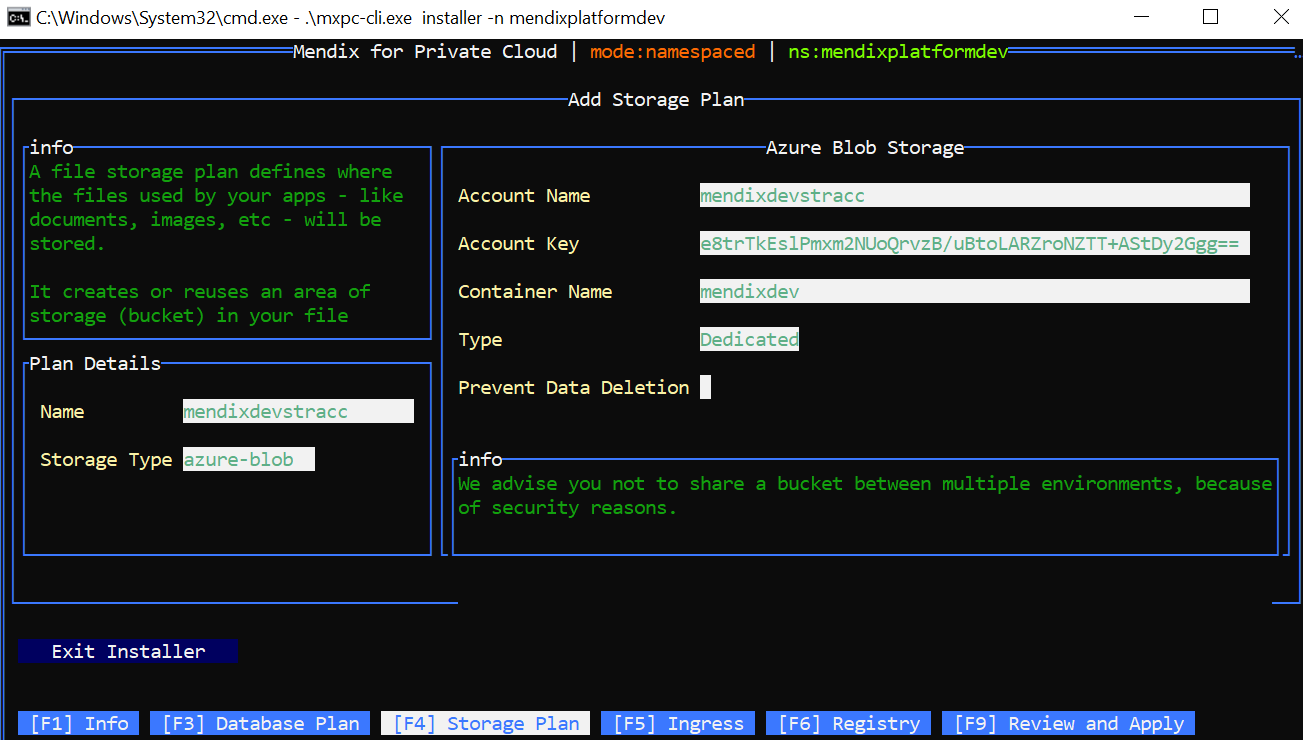 C:\Windows\System32\cmd.exe - .\mxpc-cli.exe installer -n mendixplatformdev
Mendix for Private Cloud | mode:namespaced | ns:mendixplatformdev
Add Storage Plan
info
A file storage plan defines where
the files used by your apps - like
documents, images, etc - will be
stored.
It creates or reuses an area of
storage (bucket) in your file
Plan Details
Name mendixdevstracc
Storage Type azure-blob
Azure Blob Storage
Account Name mendixdevstracc
Account Key e8trTkEslPmxm2NUoQrvzB/uBtoLARZroNZTT+AStDy2Ggg==
Container Name mendixdev
Type Dedicated
Prevent Data Deletion
info
We advise you not to share a bucket between multiple environments, because
of security reasons.
Exit Installer
[F1] Info [F3] Database Plan [F4] Storage Plan [F5] Ingress [F6] Registry [F9] Review and Apply